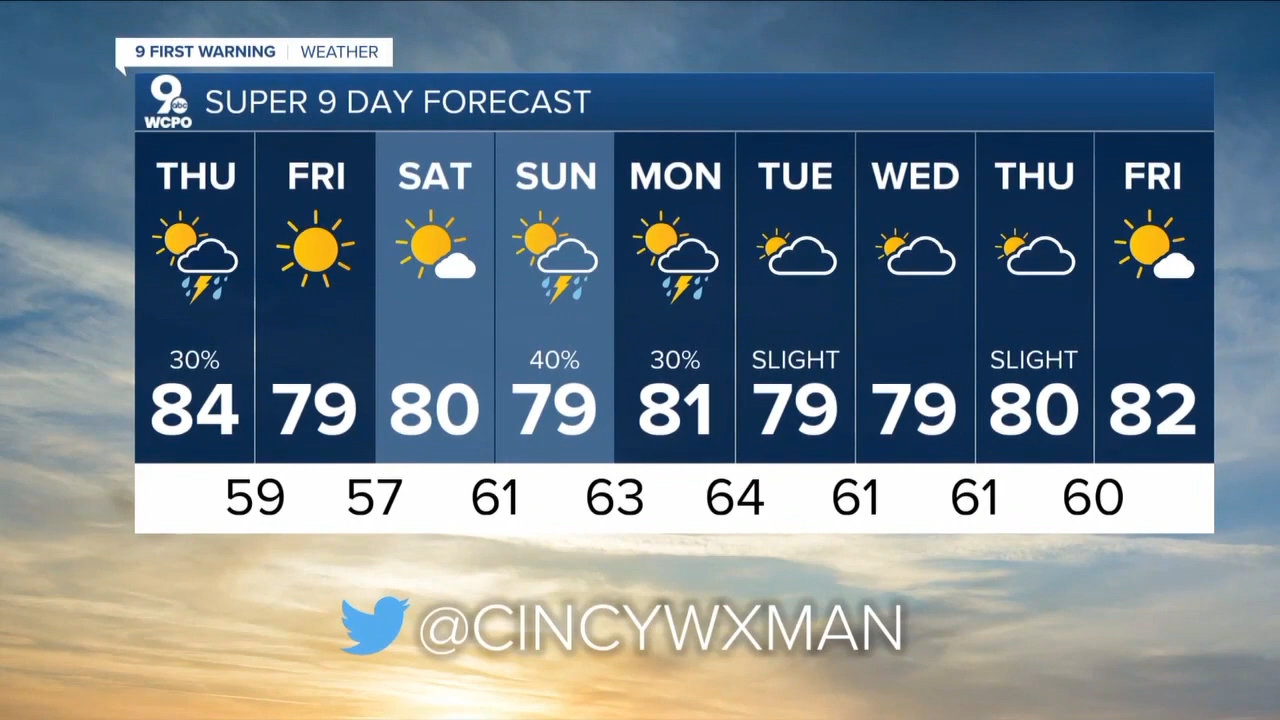 9 FIRST WARNING | WEATHER
9 abc WCPO
SUPER 9 DAY FORECAST
THU FRI SAT SUN MON TUE WED THU FRI
30% 40% 30% SLIGHT SLIGHT
84 79 80 79 81 79 79 80 82
59 57 61 63 64 61 61 60
@CINCYWXMAN